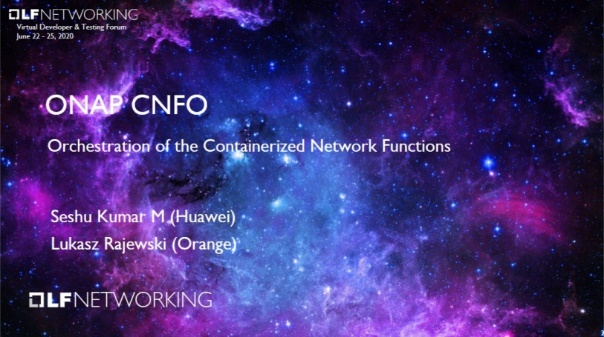 LFNETWORKING
Virtual Developer & Testing Forum
June 22 - 25, 2020
ONAP CNFO
Orchestration of the Containerized Network Functions
Seshu Kumar M (Huawei)
Lukasz Rajewski (Orange)
LFNETWORKING